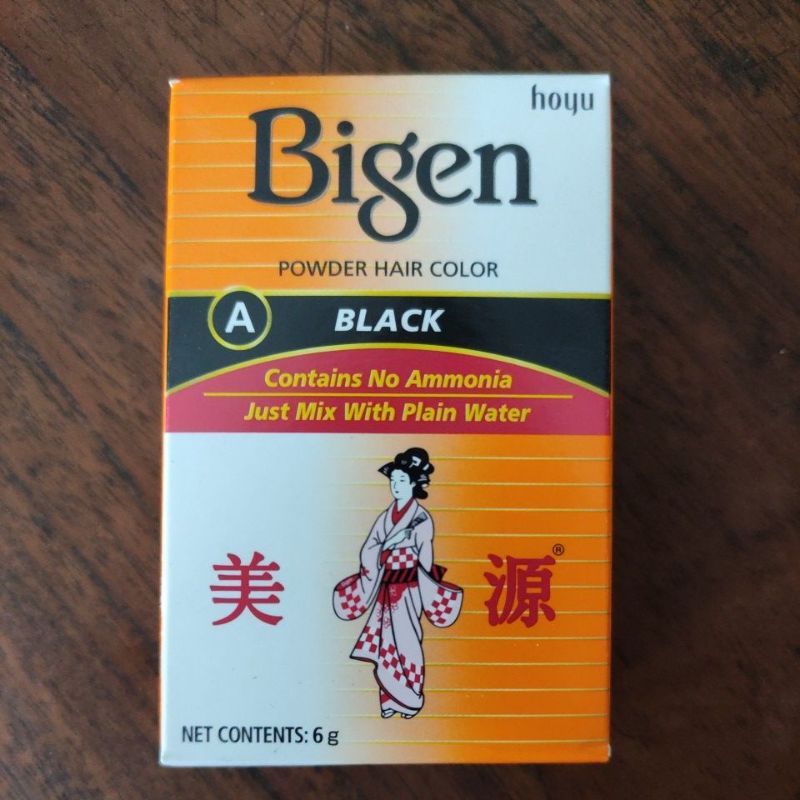 hoyu
Bigen
POWDER HAIR COLOR
A BLACK
Contains No Ammonia
Just Mix With Plain Water
美 源®
NET CONTENTS: 6 g